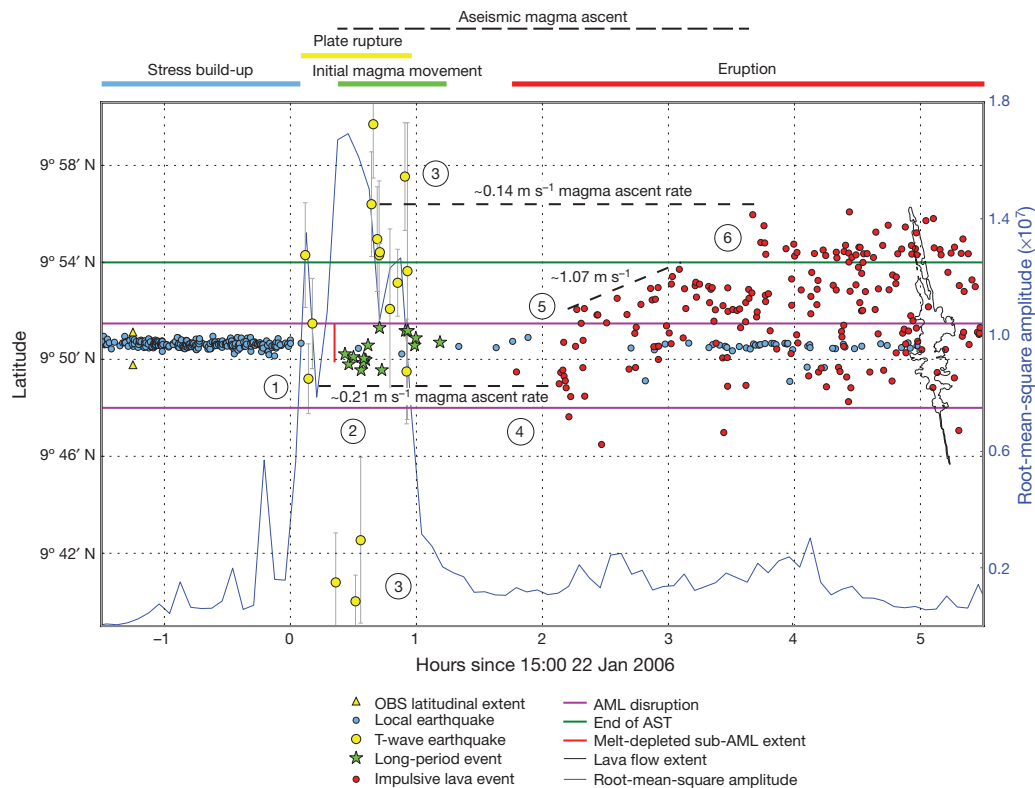 Aseismic magma ascent
Plate rupture
Stress build-up
Initial magma movement
Eruption
1.8
9° 58′ N
3
~0.14 m s⁻¹ magma ascent rate
1.4
6
9° 54′ N
~1.07 m s⁻¹
5
1.0
9° 50′ N
1
~0.21 m s⁻¹ magma ascent rate
2
4
9° 46′ N
0.6
9° 42′ N
3
0.2
Latitude
Root-mean-square amplitude (×10⁷)
−1 0 1 2 3 4 5
Hours since 15:00 22 Jan 2006
OBS latitudinal extent
Local earthquake
T-wave earthquake
Long-period event
Impulsive lava event
AML disruption
End of AST
Melt-depleted sub-AML extent
Lava flow extent
Root-mean-square amplitude